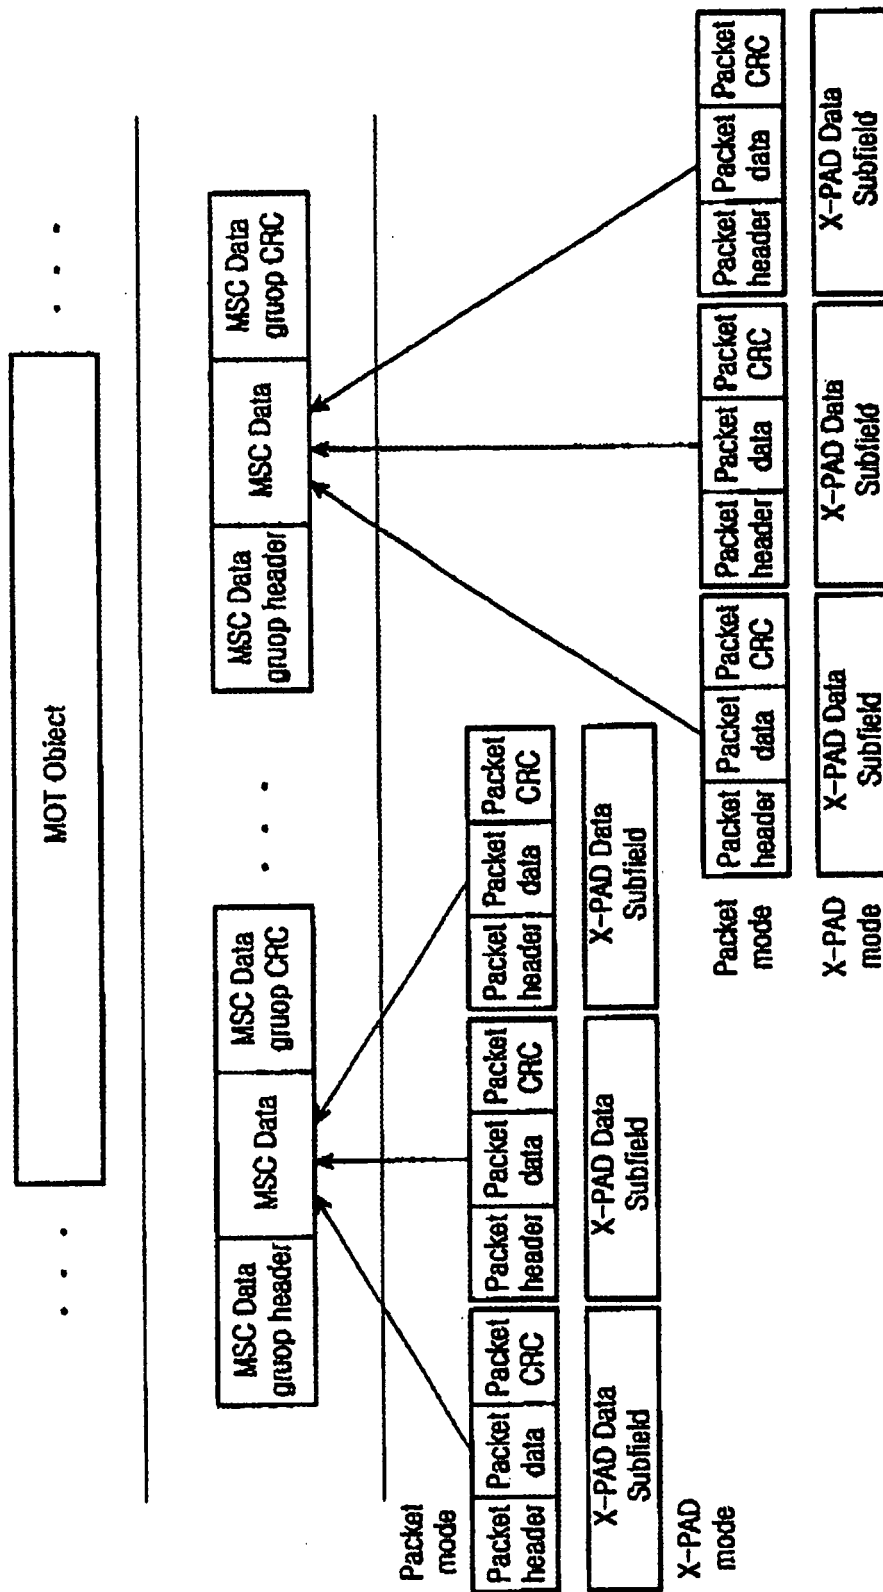 . . .
MOT Obiect
. . .
MSC Data
gruop header
MSC Data
MSC Data
gruop CRC
. . .
MSC Data
gruop header
MSC Data
MSC Data
gruop CRC
Packet
mode
Packet
header
Packet
data
Packet
CRC
Packet
header
Packet
data
Packet
CRC
Packet
header
Packet
data
Packet
CRC
X-PAD Data
Subfield
X-PAD Data
Subfield
X-PAD Data
Subfield
X-PAD
mode
Packet
mode
Packet
header
Packet
data
Packet
CRC
Packet
header
Packet
data
Packet
CRC
Packet
header
Packet
data
Packet
CRC
X-PAD
mode
X-PAD Data
Subfield
X-PAD Data
Subfield
X-PAD Data
Subfield